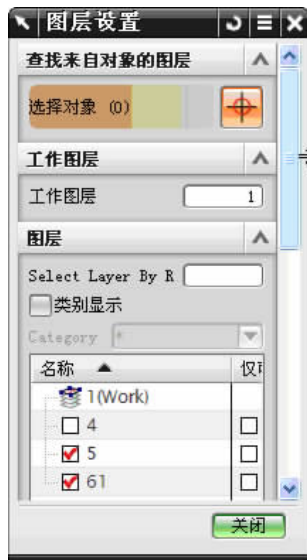 图层设置
查找来自对象的图层
选择对象 (0)
工作图层
工作图层 1
图层
Select Layer By R
类别显示
Category *
名称 仅
1(Work)
4
5
61
关闭